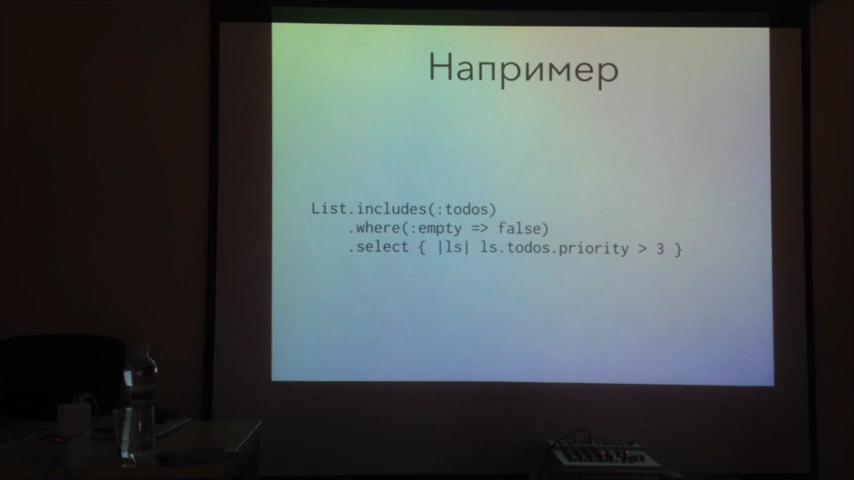 Например
List.includes(:todos)
.where(:empty => false)
.select { |ls| ls.todos.priority > 3 }